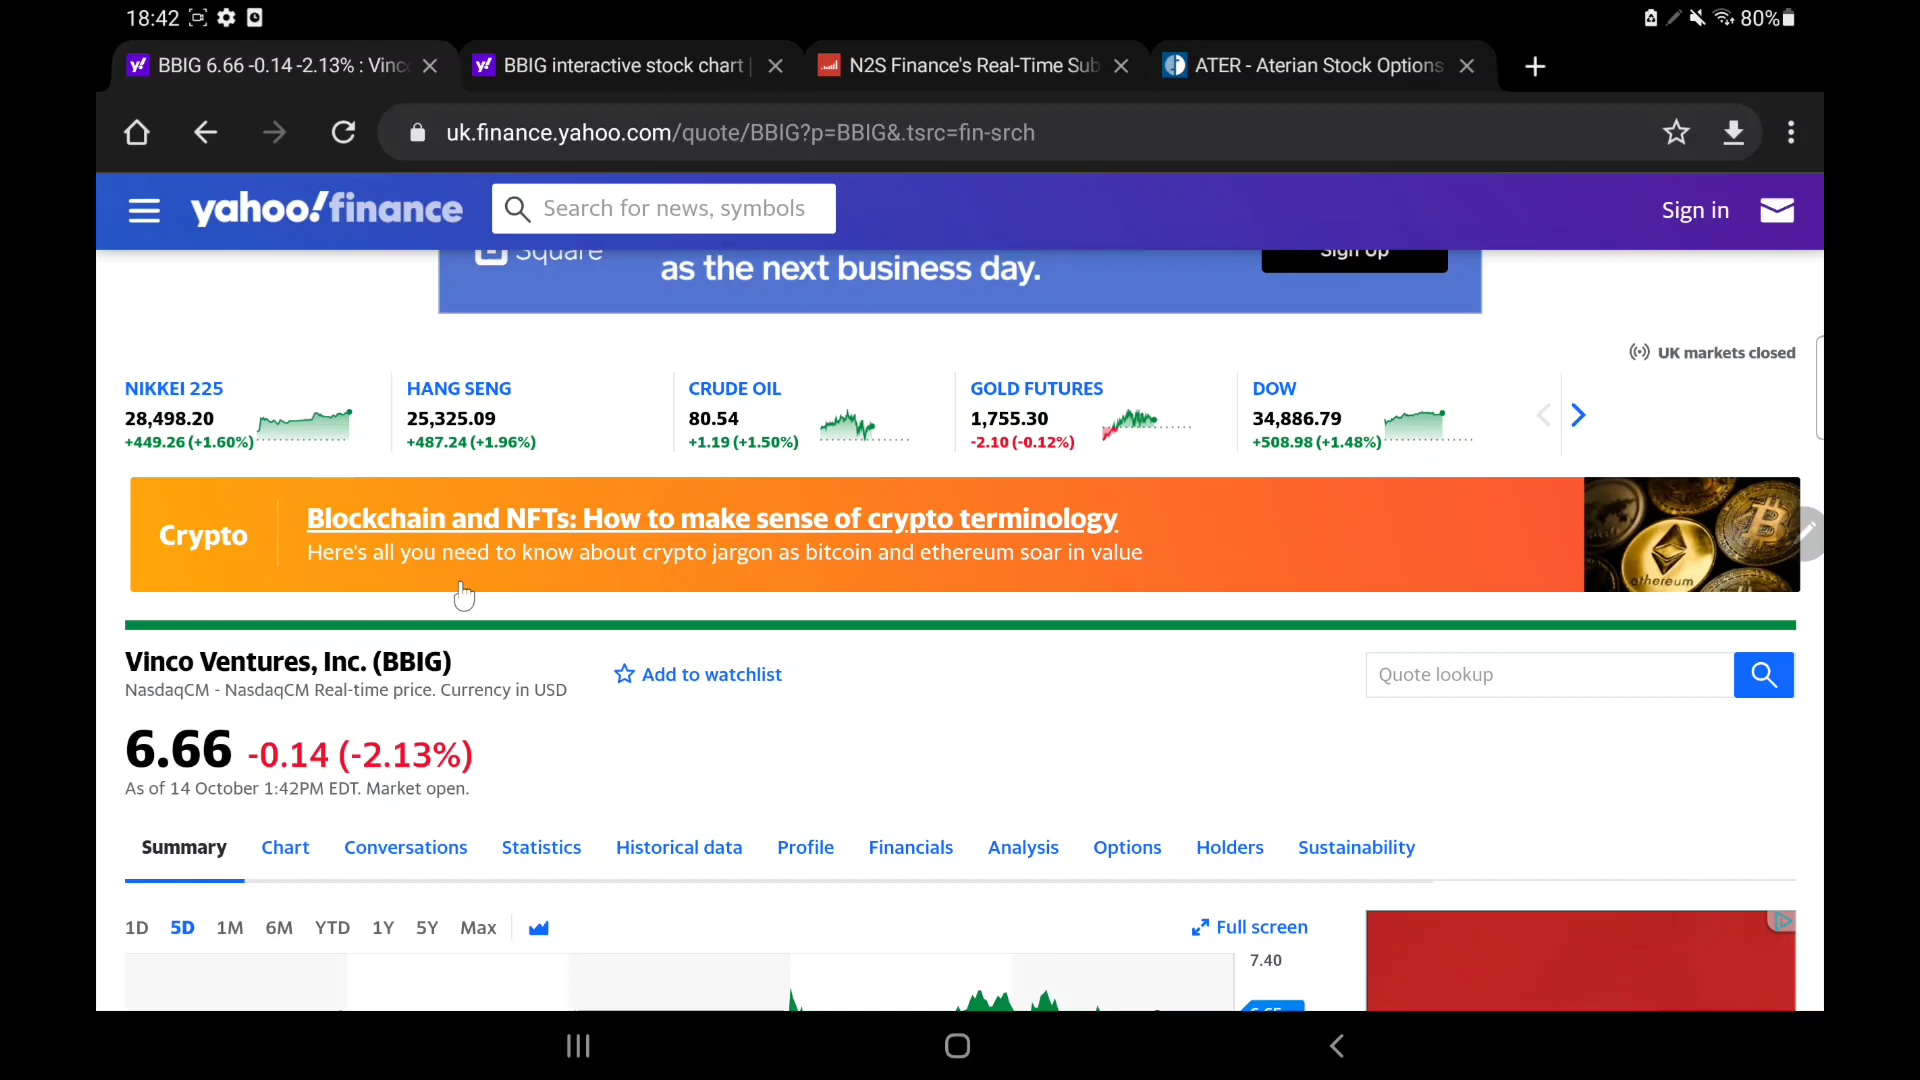 18:42
80%
BBIG 6.66 -0.14 -2.13% : Vinc
BBIG interactive stock chart |
N2S Finance's Real-Time Sub
ATER - Aterian Stock Options
uk.finance.yahoo.com/quote/BBIG?p=BBIG&.tsrc=fin-srch
yahoo!finance
Search for news, symbols
Sign in
Square
as the next business day.
Sign Up
UK markets closed
NIKKEI 225
28,498.20
+449.26 (+1.60%)
HANG SENG
25,325.09
+487.24 (+1.96%)
CRUDE OIL
80.54
+1.19 (+1.50%)
GOLD FUTURES
1,755.30
-2.10 (-0.12%)
DOW
34,886.79
+508.98 (+1.48%)
Crypto
Blockchain and NFTs: How to make sense of crypto terminology
Here's all you need to know about crypto jargon as bitcoin and ethereum soar in value
ethereum
Vinco Ventures, Inc. (BBIG)
NasdaqCM - NasdaqCM Real-time price. Currency in USD
Add to watchlist
Quote lookup
6.66 -0.14 (-2.13%)
As of 14 October 1:42PM EDT. Market open.
Summary Chart Conversations Statistics Historical data Profile Financials Analysis Options Holders Sustainability
1D 5D 1M 6M YTD 1Y 5Y Max
Full screen
7.40